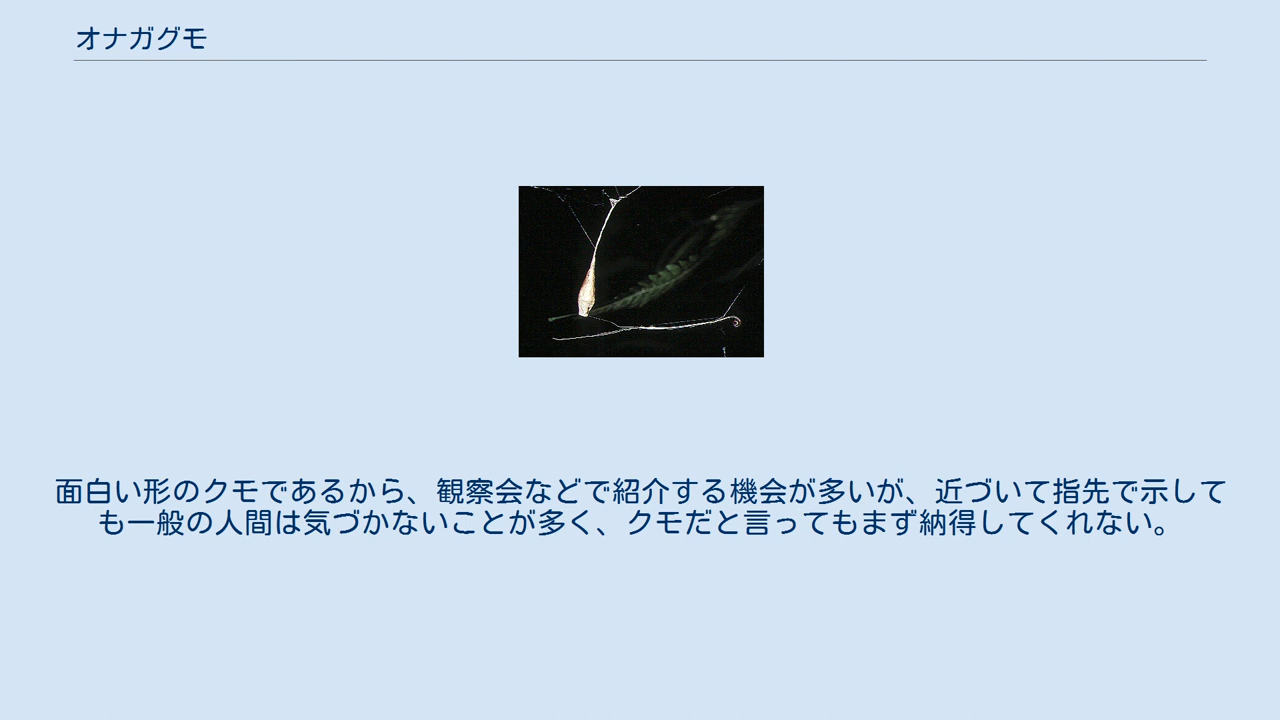 オナガグモ
面白い形のクモであるから、観察会などで紹介する機会が多いが、近づいて指先で示して
も一般の人間は気づかないことが多く、クモだと言ってもまず納得してくれない。